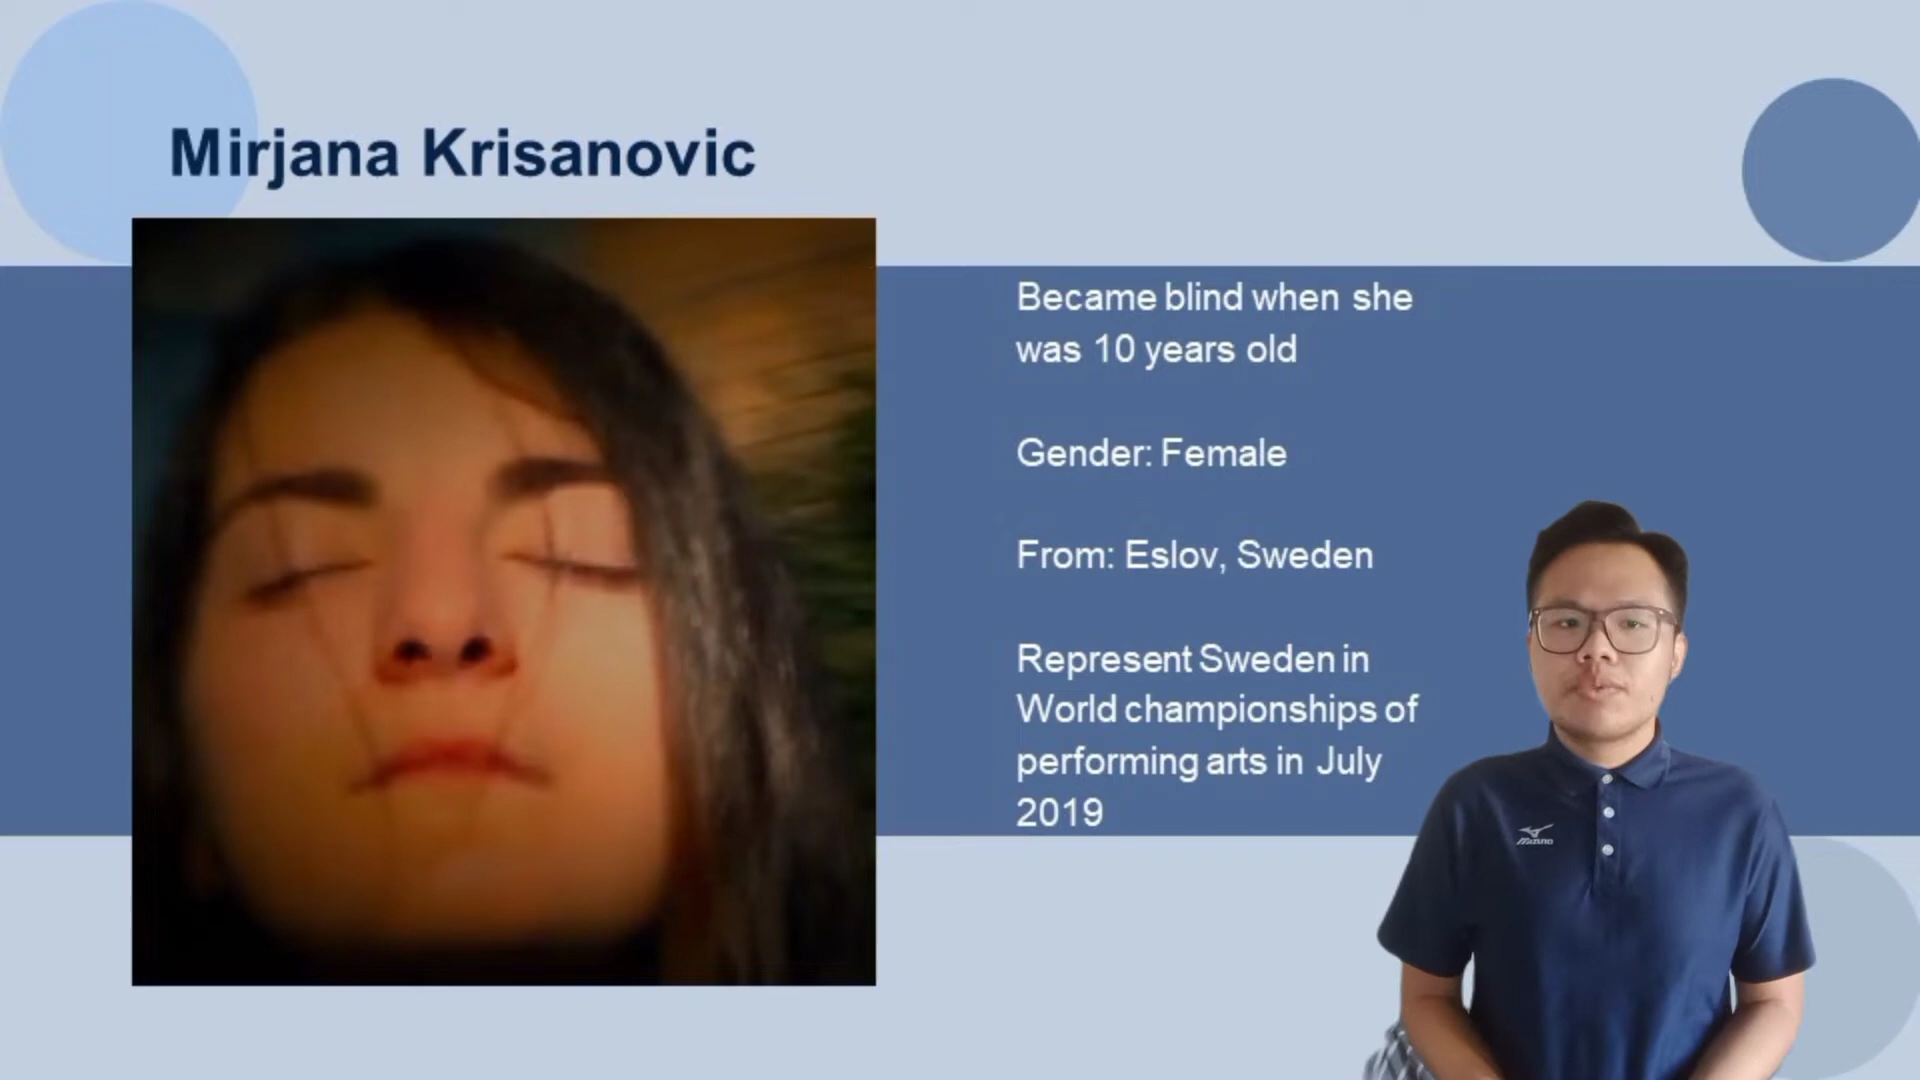 Mirjana Krisanovic
Became blind when she
was 10 years old
Gender: Female
From: Eslov, Sweden
Represent Sweden in
World championships of
performing arts in July
2019
Mizuno